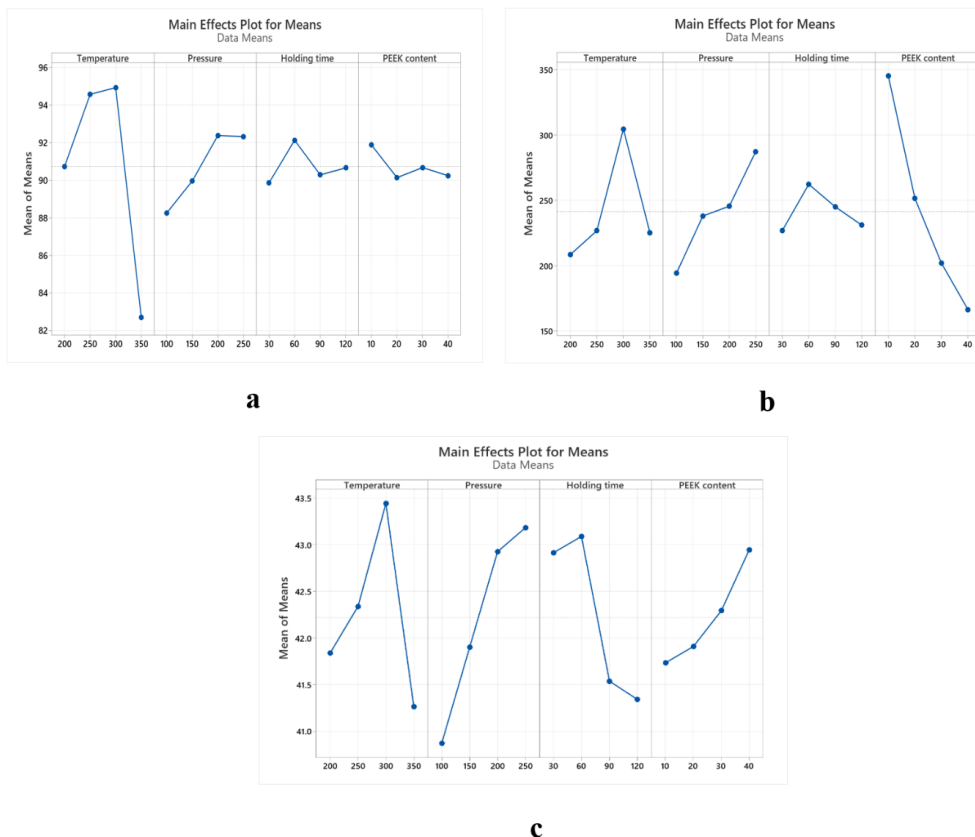 Main Effects Plot for Means
Data Means
Temperature Pressure Holding time PEEK content
Mean of Means
96
94
92
90
88
86
84
82
200 250 300 350 100 150 200 250 30 60 90 120 10 20 30 40
a
Main Effects Plot for Means
Data Means
Temperature Pressure Holding time PEEK content
Mean of Means
350
300
250
200
150
200 250 300 350 100 150 200 250 30 60 90 120 10 20 30 40
b
Main Effects Plot for Means
Data Means
Temperature Pressure Holding time PEEK content
Mean of Means
43.5
43.0
42.5
42.0
41.5
41.0
200 250 300 350 100 150 200 250 30 60 90 120 10 20 30 40
c